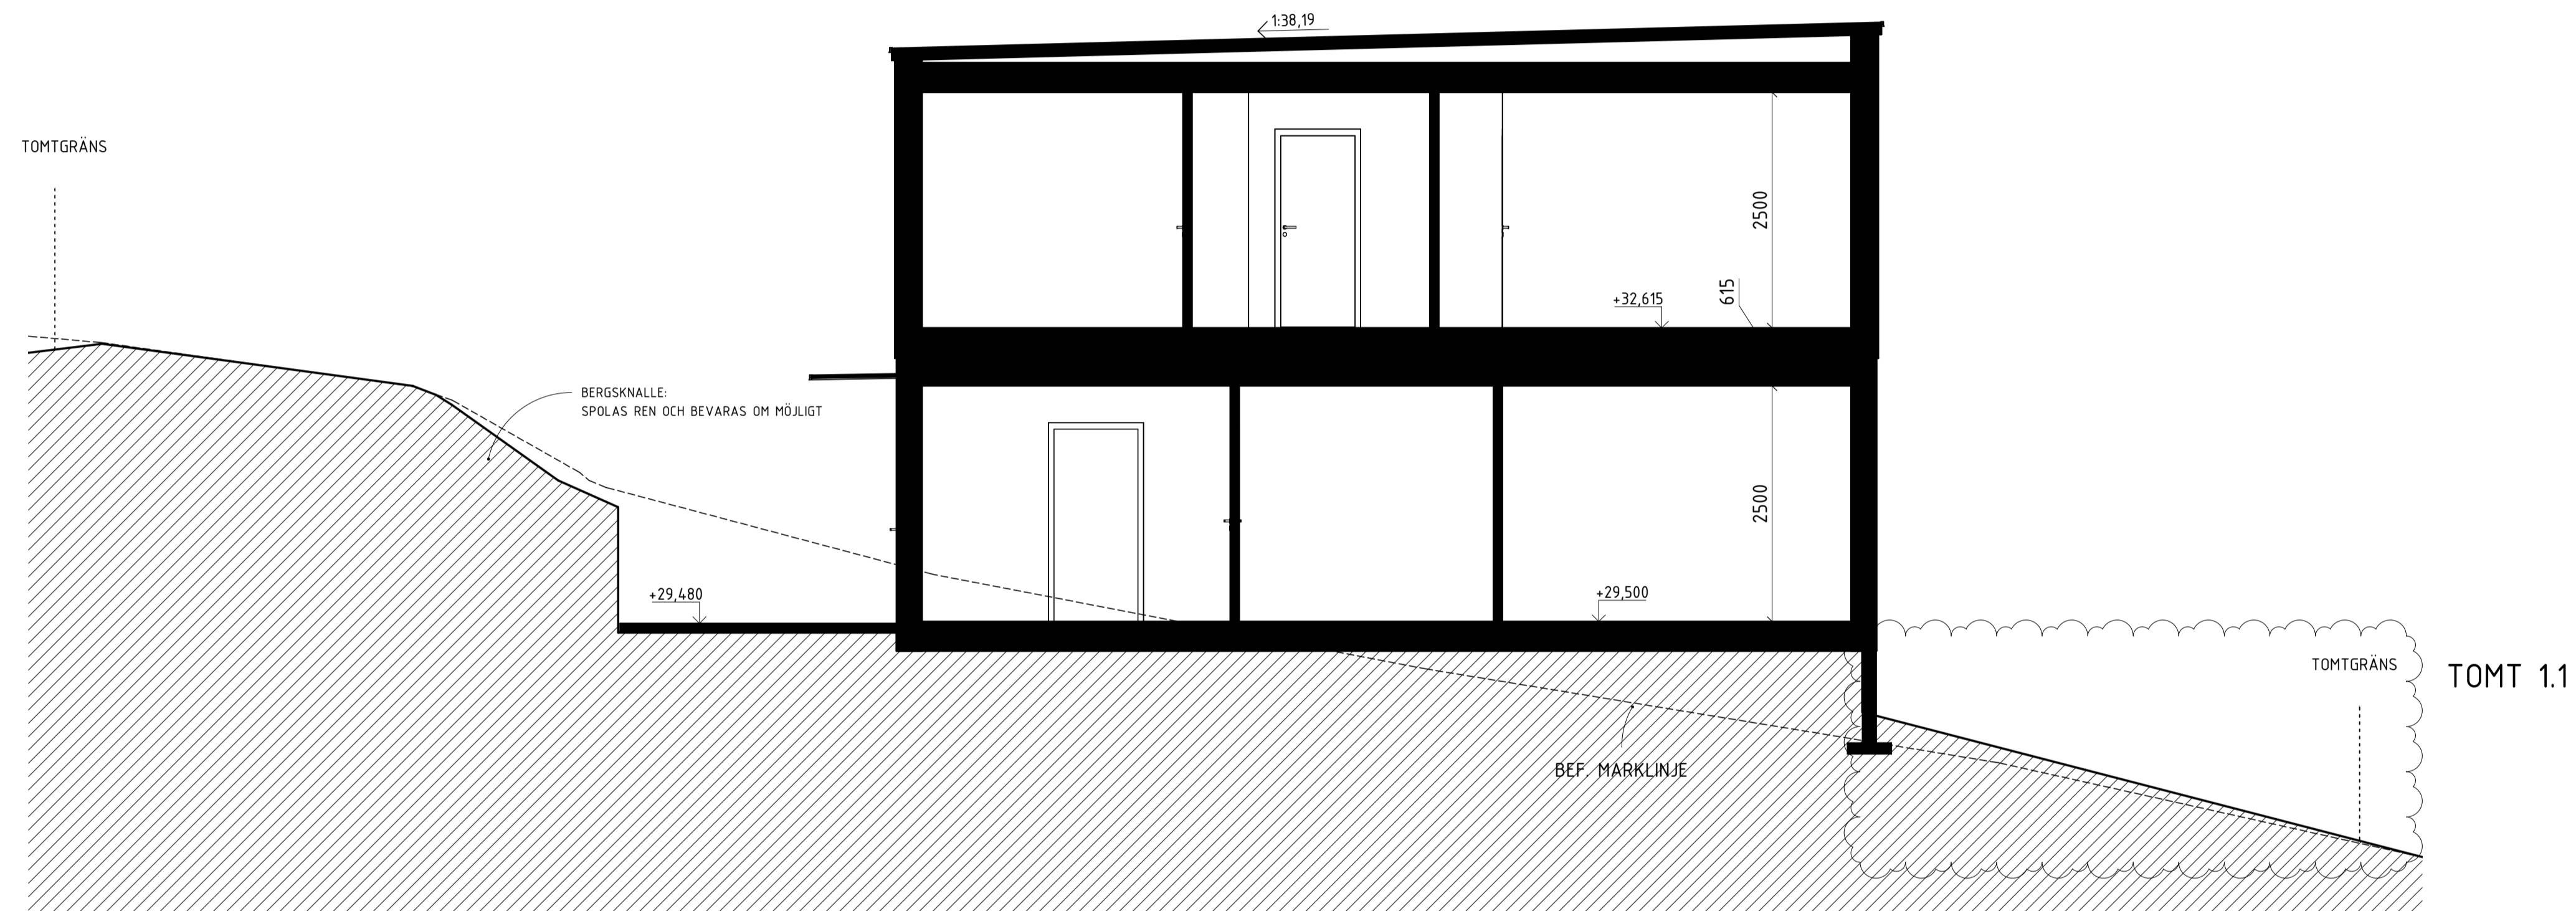 1:38,19
TOMTGRÄNS
2500
615
+32,615
BERGSKNALLE:
SPOLAS REN OCH BEVARAS OM MÖJLIGT
2500
+29,480
+29,500
TOMTGRÄNS
TOMT 1.1
BEF. MARKLINJE